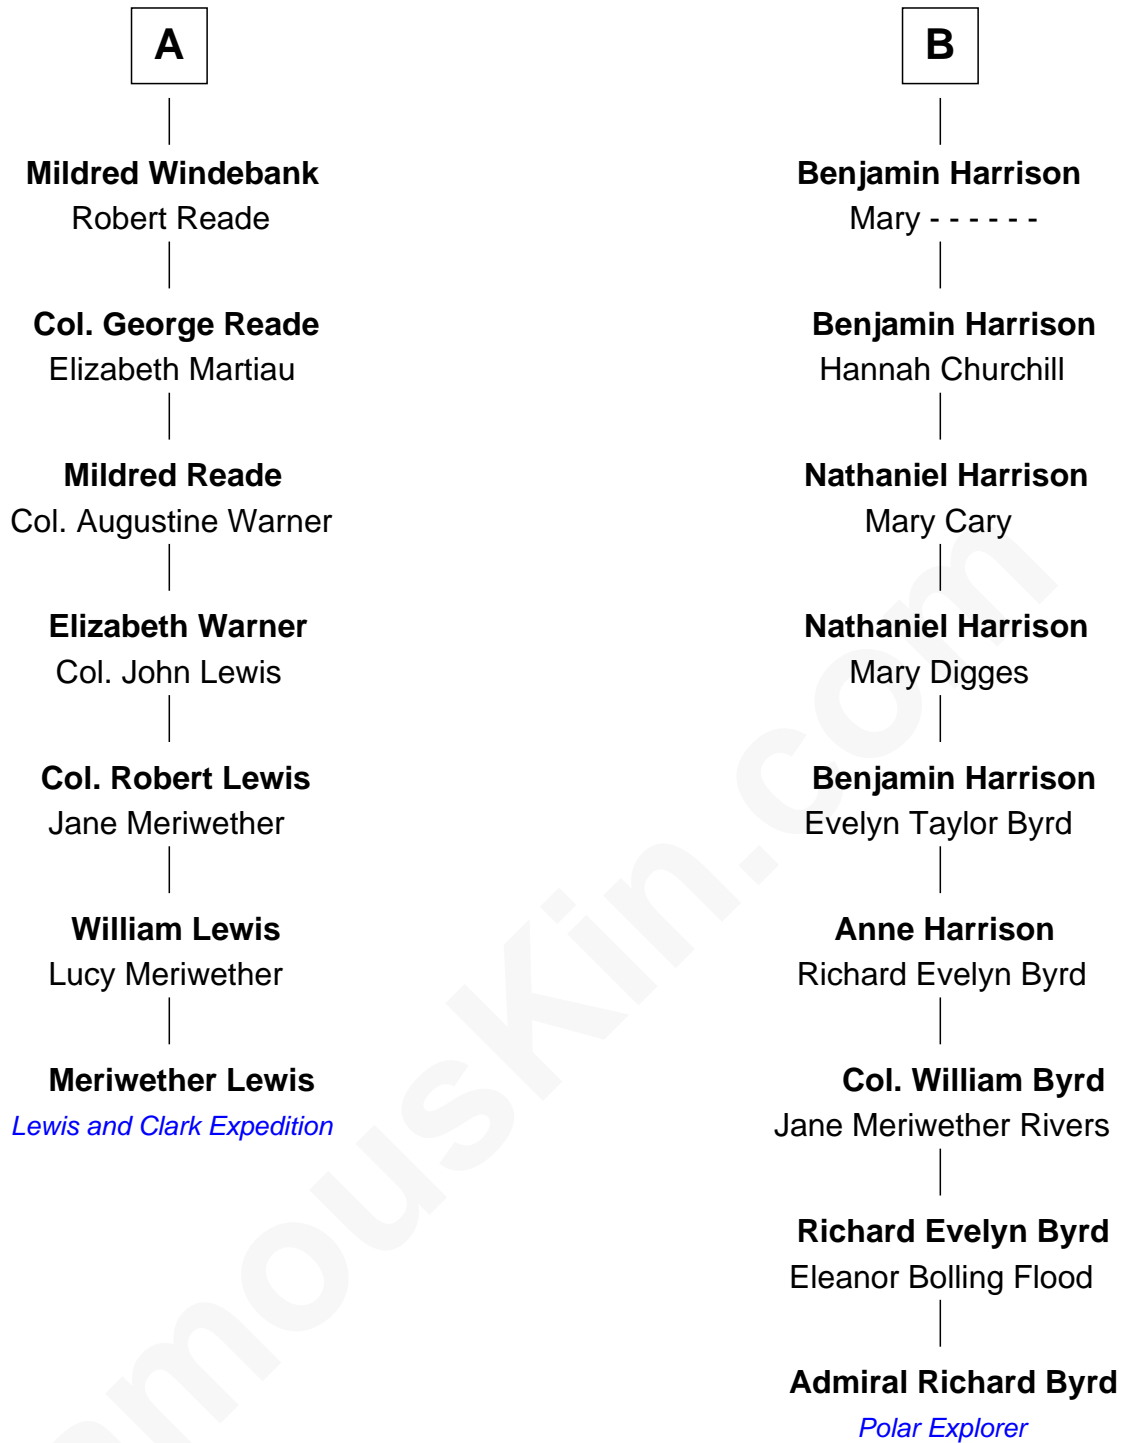 A
Mildred Windebank
Robert Reade
Col. George Reade
Elizabeth Martiau
Mildred Reade
Col. Augustine Warner
Elizabeth Warner
Col. John Lewis
Col. Robert Lewis
Jane Meriwether
William Lewis
Lucy Meriwether
Meriwether Lewis
Lewis and Clark Expedition
B
Benjamin Harrison
Mary - - - - - -
Benjamin Harrison
Hannah Churchill
Nathaniel Harrison
Mary Cary
Nathaniel Harrison
Mary Digges
Benjamin Harrison
Evelyn Taylor Byrd
Anne Harrison
Richard Evelyn Byrd
Col. William Byrd
Jane Meriwether Rivers
Richard Evelyn Byrd
Eleanor Bolling Flood
Admiral Richard Byrd
Polar Explorer
amousKin.com